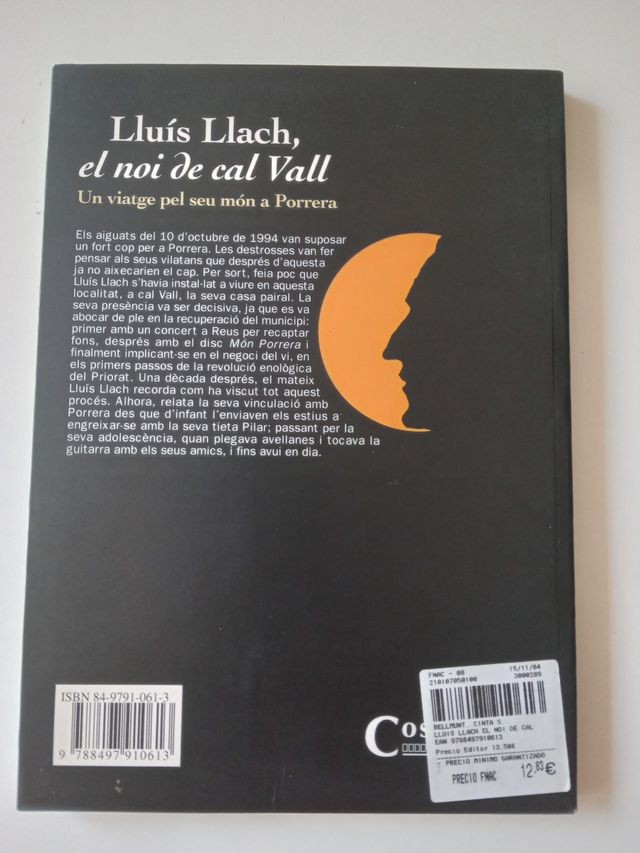 Lluís Llach,
el noi de cal Vall
Un viatge pel seu món a Porrera
Els aiguats del 10 d'octubre de 1994 van suposar
un fort cop per a Porrera. Les destrosses van fer
pensar als seus vilatans que després d'aquesta
ja no aixecarien el cap. Per sort, feia poc que
Lluís Llach s'havia instal·lat a viure en aquesta
localitat, a cal Vall, la seva casa pairal. La
seva presència va ser decisiva, ja que es va
abocar de ple en la recuperació del municipi:
primer amb un concert a Reus per recaptar
fons, després amb el disc Món Porrera i
finalment implicant-se en el negoci del vi, en
els primers passos de la revolució enològica
del Priorat. Una dècada després, el mateix
Lluís Llach recorda com ha viscut tot aquest
procés. Alhora, relata la seva vinculació amb
Porrera des que d'infant l'enviaven els estius a
engreixar-se amb la seva tieta Pilar; passant per la
seva adolescència, quan plegava avellanes i tocava la
guitarra amb els seus amics, i fins avui en dia.
ISBN 84-9791-061-3
9 788497 910613
Cos
FNAC - 06 15/11/04
210107050108 3000289
BELLMUNT, CINTA S.
LLUIS LLACH EL NOI DE CAL
EAN 9788497910613
Precio Editor 13.50€
PRECIO MINIMO GARANTIZADO
PRECIO FNAC 12.83€